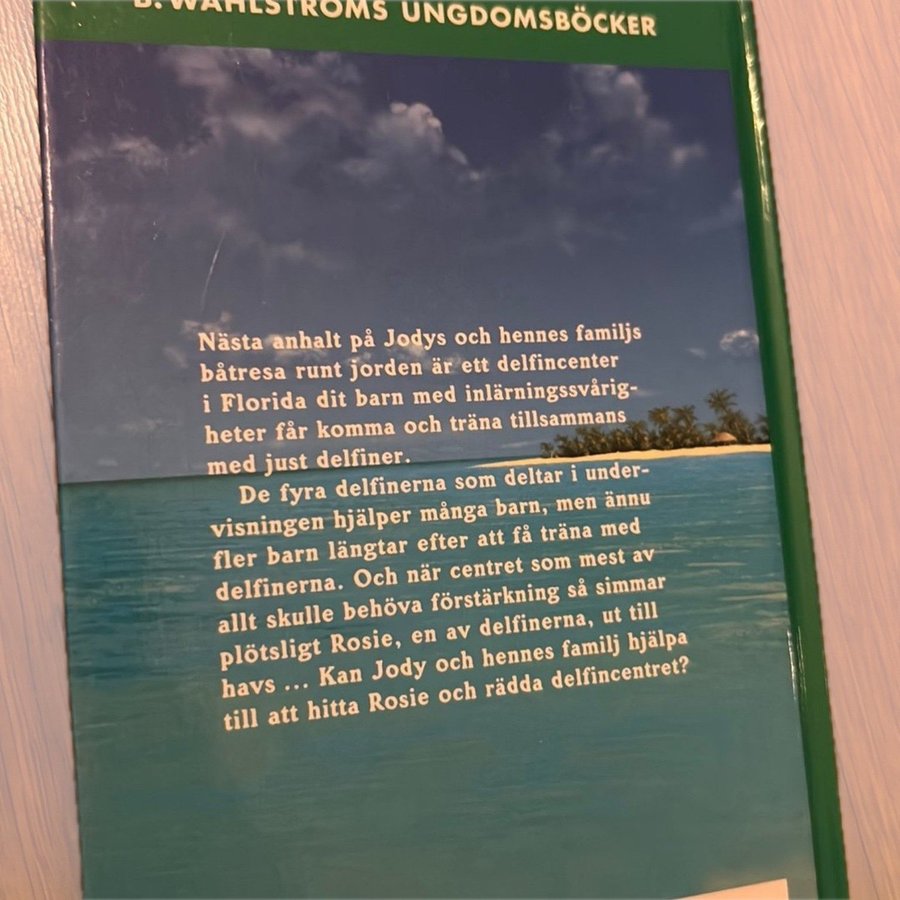 B. WAHLSTRÖMS UNGDOMSBÖCKER
Nästa anhalt på Jodys och hennes familjs
båtresa runt jorden är ett delfincenter
i Florida dit barn med inlärningssvårig-
heter får komma och träna tillsammans
med just delfiner.
De fyra delfinerna som deltar i under-
visningen hjälper många barn, men ännu
fler barn längtar efter att få träna med
delfinerna. Och när centret som mest av
allt skulle behöva förstärkning så simmar
plötsligt Rosie, en av delfinerna, ut till
havs ... Kan Jody och hennes familj hjälpa
till att hitta Rosie och rädda delfincentret?